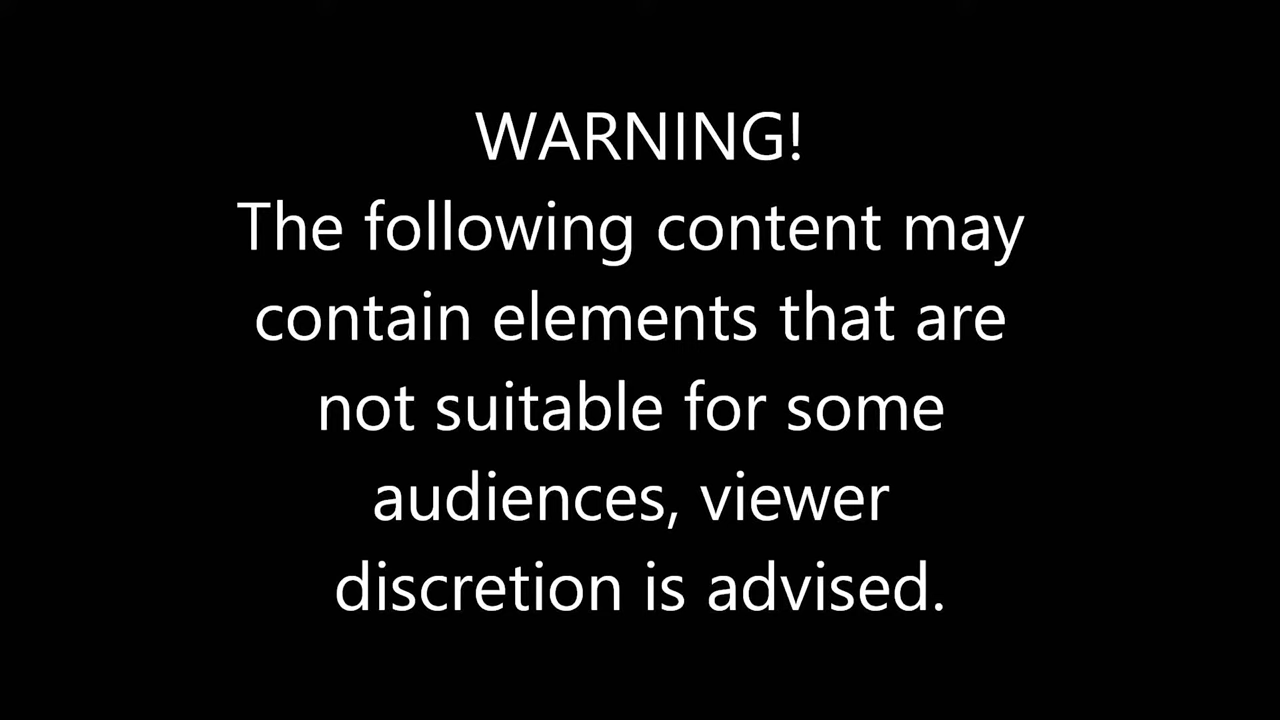 WARNING!
The following content may
contain elements that are
not suitable for some
audiences, viewer
discretion is advised.